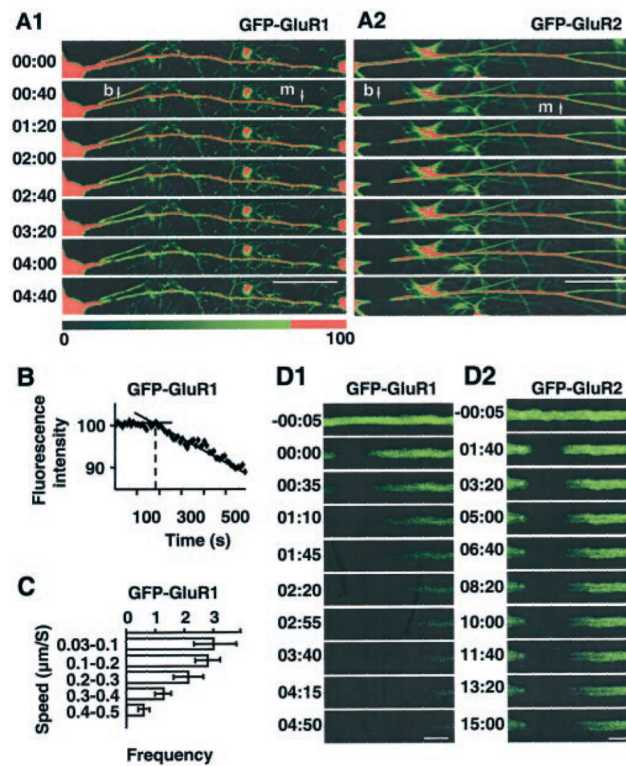 A1 GFP-GluR1
A2 GFP-GluR2
00:00
00:40
01:20
02:00
02:40
03:20
04:00
04:40
b m
b m
0 100
B GFP-GluR1
Fluorescence
intensity
100
90
100 300 500
Time (s)
C GFP-GluR1
0 1 2 3
Speed (µm/S)
0.03-0.1
0.1-0.2
0.2-0.3
0.3-0.4
0.4-0.5
Frequency
D1 GFP-GluR1
-00:05
00:00
00:35
01:10
01:45
02:20
02:55
03:40
04:15
04:50
D2 GFP-GluR2
-00:05
01:40
03:20
05:00
06:40
08:20
10:00
11:40
13:20
15:00